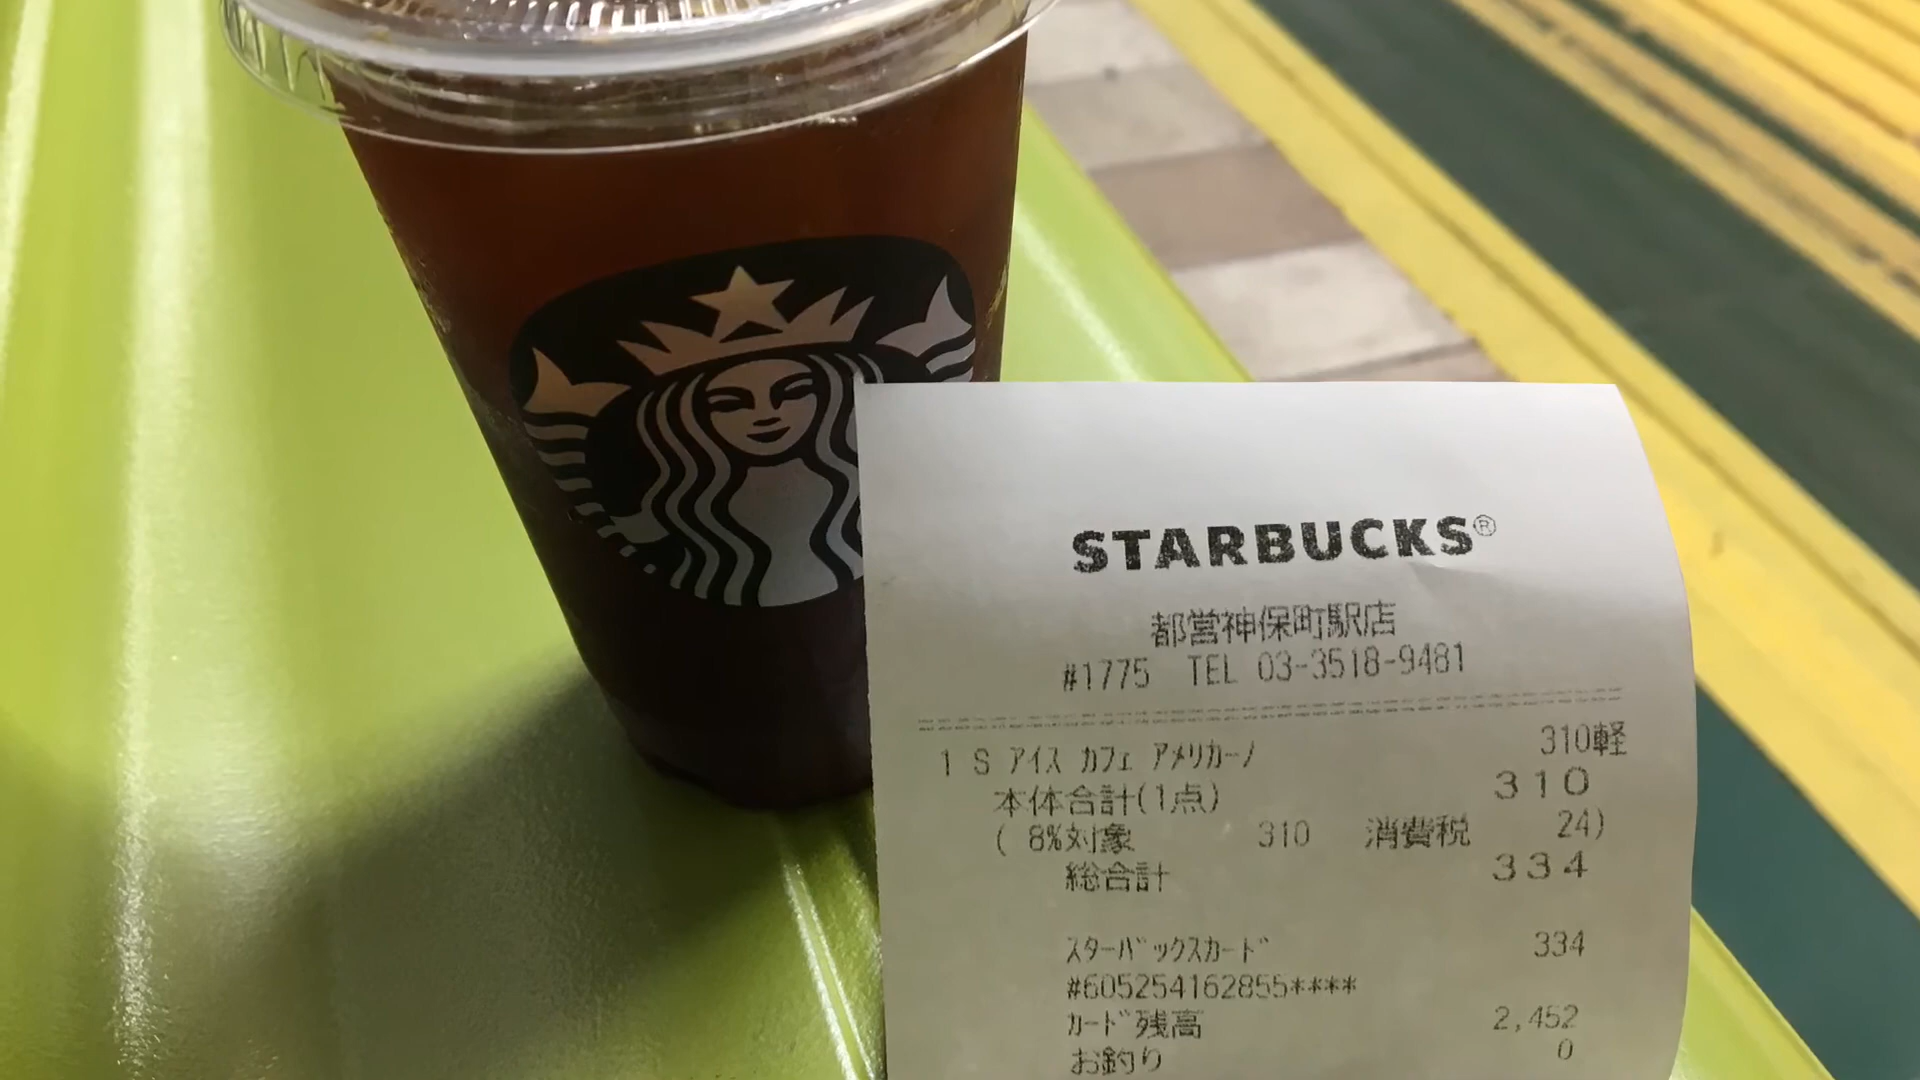 STARBUCKS®
都営神保町駅店
#1775 TEL 03-3518-9481
1 S アイス カフェ アメリカーノ 310軽
本体合計(1点) 310
( 8%対象 310 消費税 24)
総合計 334
スターバックスカード 334
#605254162855****
カード残高 2,452
お釣り 0